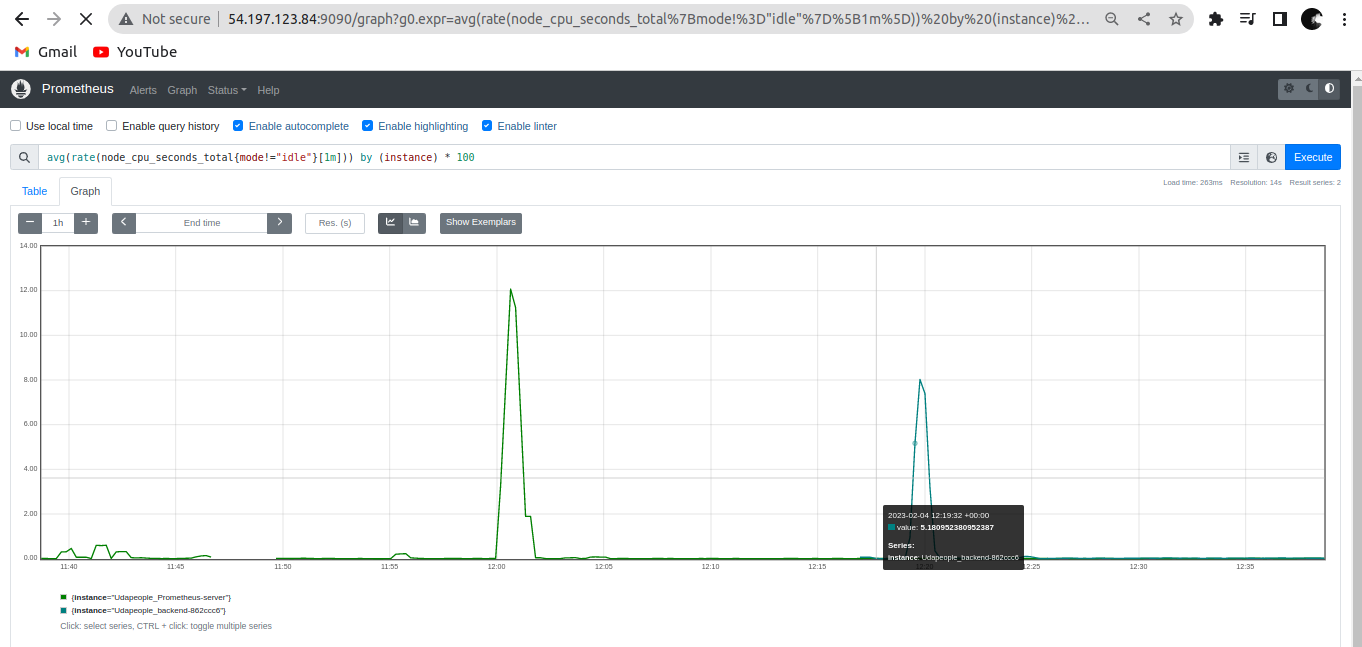 Not secure 54.197.123.84:9090/graph?g0.expr=avg(rate(node_cpu_seconds_total%7Bmode!%3D"idle"%7D%5B1m%5D))%20by%20(instance)%2...
Gmail YouTube
Prometheus Alerts Graph Status Help
Use local time Enable query history Enable autocomplete Enable highlighting Enable linter
avg(rate(node_cpu_seconds_total{mode!="idle"}[1m])) by (instance) * 100 Execute
Load time: 263ms Resolution: 14s Result series: 2
Table Graph
1h End time Res. (s) Show Exemplars
14.00
12.00
10.00
8.00
6.00
4.00
2.00
0.00
2023-02-04 12:19:32 +00:00
value: 5.180952380952387
Series:
instance: Udapeople_backend-862ccc6
11:40 11:45 11:50 11:55 12:00 12:05 12:10 12:15 12:20 12:25 12:30 12:35
{instance="Udapeople_Prometheus-server"}
{instance="Udapeople_backend-862ccc6"}
Click: select series, CTRL + click: toggle multiple series